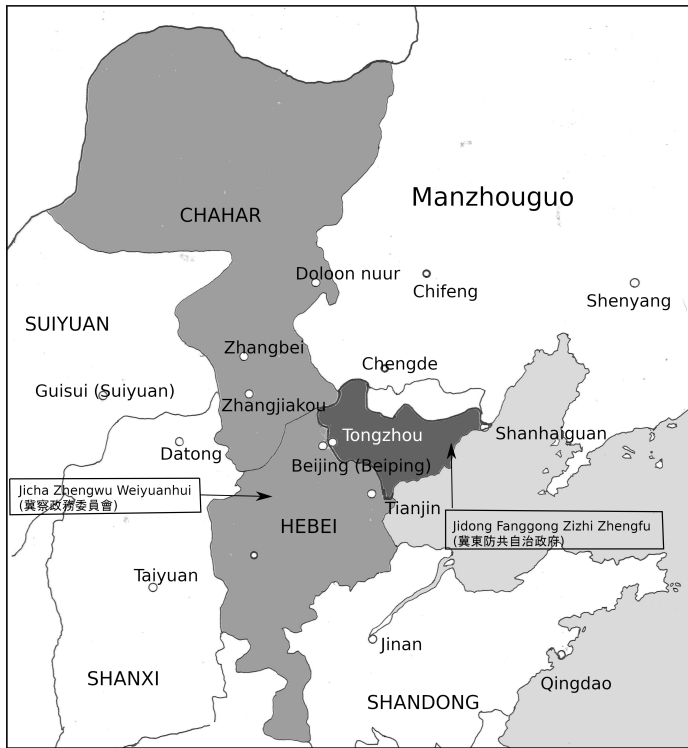 Manzhouguo
CHAHAR
Doloon nuur
Chifeng
Shenyang
SUIYUAN
Zhangbei
Chengde
Guisui (Suiyuan)
Zhangjiakou
Tongzhou
Shanhaiguan
Datong
Beijing (Beiping)
Jicha Zhengwu Weiyuanhui
(冀察政務委員會)
Tianjin
HEBEI
Jidong Fanggong Zizhi Zhengfu
(冀東防共自治政府)
Taiyuan
Jinan
SHANXI
Qingdao
SHANDONG